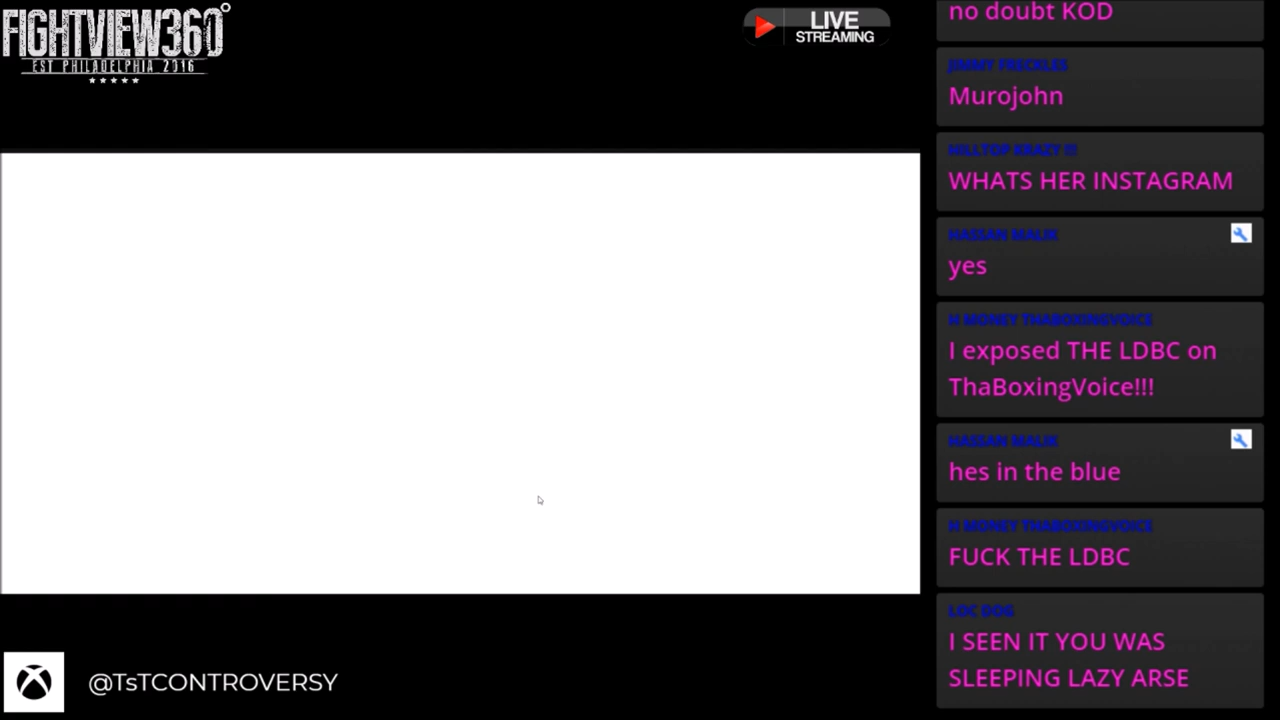 FIGHTVIEW360°
EST PHILADELPHIA 2016
LIVE
STREAMING
no doubt KOD
JIMMY FRECKLES
Murojohn
HILLTOP KRAZY !!!
WHATS HER INSTAGRAM
HASSAN MALIK
yes
H MONEY THABOXINGVOICE
I exposed THE LDBC on
ThaBoxingVoice!!!
HASSAN MALIK
hes in the blue
H MONEY THABOXINGVOICE
FUCK THE LDBC
LOC DOG
I SEEN IT YOU WAS
SLEEPING LAZY ARSE
@TsTCONTROVERSY